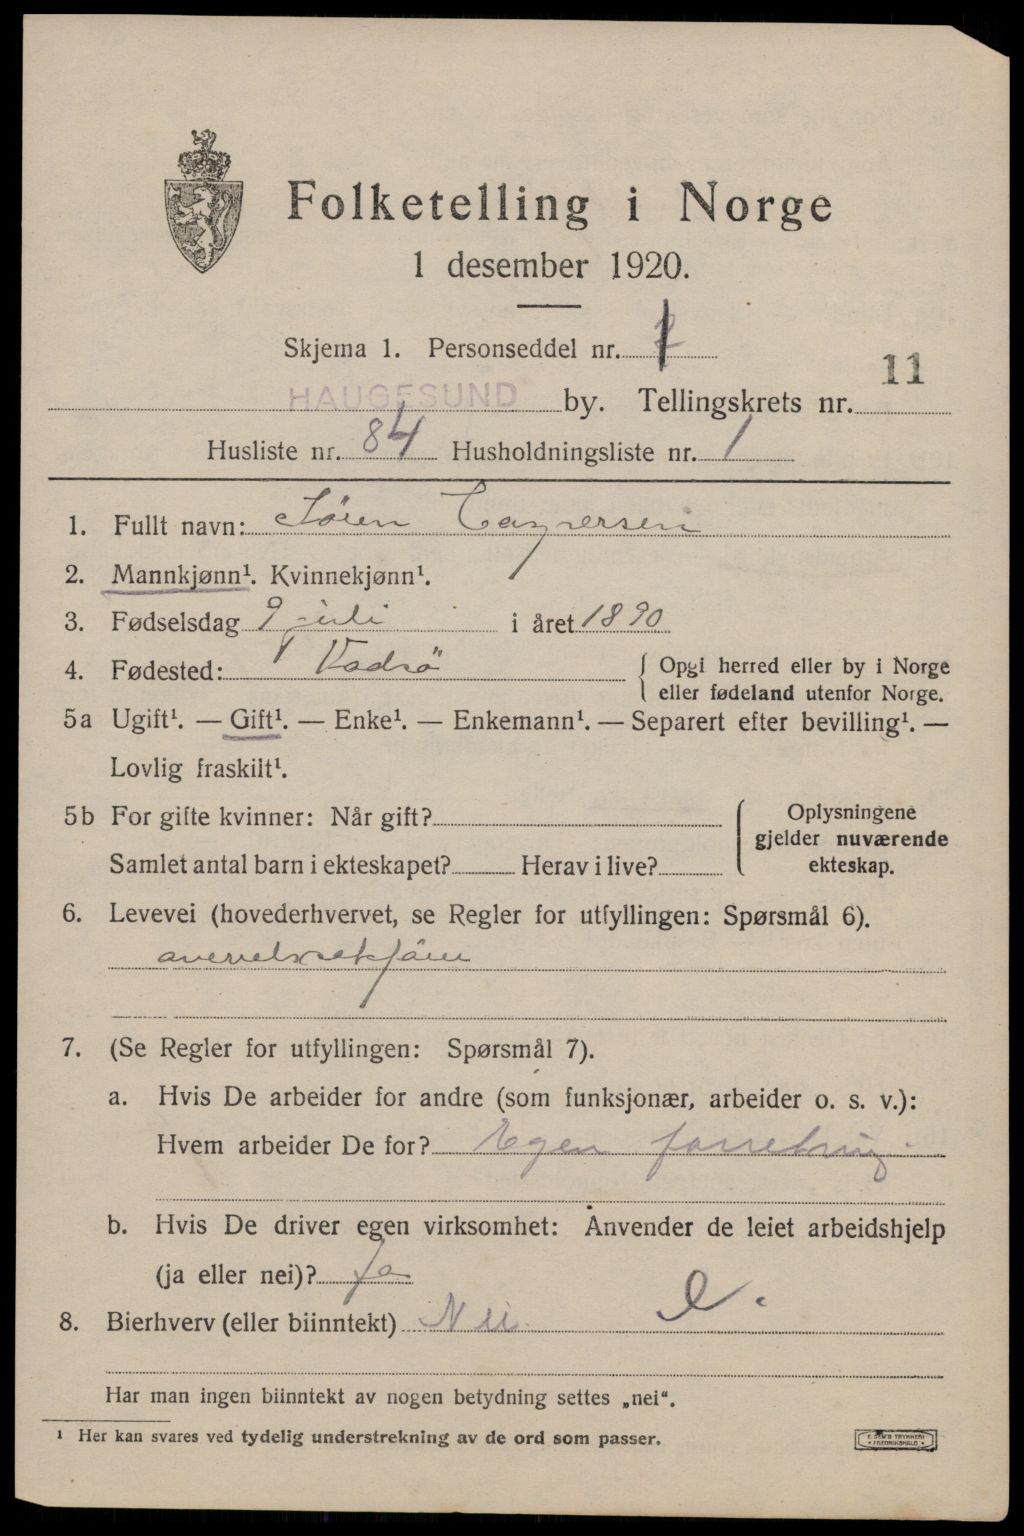 Folketelling i Norge
1 desember 1920.
Skjema 1. Personseddel nr. 1
11
HAUGESUND by. Tellingskrets nr.
Husliste nr. 84 Husholdningsliste nr. 1
1. Fullt navn: Søren
2. Mannkjønn¹. Kvinnekjønn¹.
3. Fødselsdag 9 juli i året 1890
4. Fødested: Vadsö
{ Opgi herred eller by i Norge
eller fødeland utenfor Norge.
5a Ugift¹. — Gift¹. — Enke¹. — Enkemann¹. — Separert efter bevilling¹. —
Lovlig fraskilt¹.
5b For gifte kvinner: Når gift?
Samlet antal barn i ekteskapet? Herav i live?
{ Oplysningene
gjelder nuværende
ekteskap.
6. Levevei (hovederhvervet, se Regler for utfyllingen: Spørsmål 6).
7. (Se Regler for utfyllingen: Spørsmål 7).
a. Hvis De arbeider for andre (som funksjonær, arbeider o. s. v.):
Hvem arbeider De for? Egen forretning
b. Hvis De driver egen virksomhet: Anvender de leiet arbeidshjelp
(ja eller nei)? Ja
8. Bierhverv (eller biinntekt) Nei
Har man ingen biinntekt av nogen betydning settes „nei“.
¹ Her kan svares ved tydelig understrekning av de ord som passer.